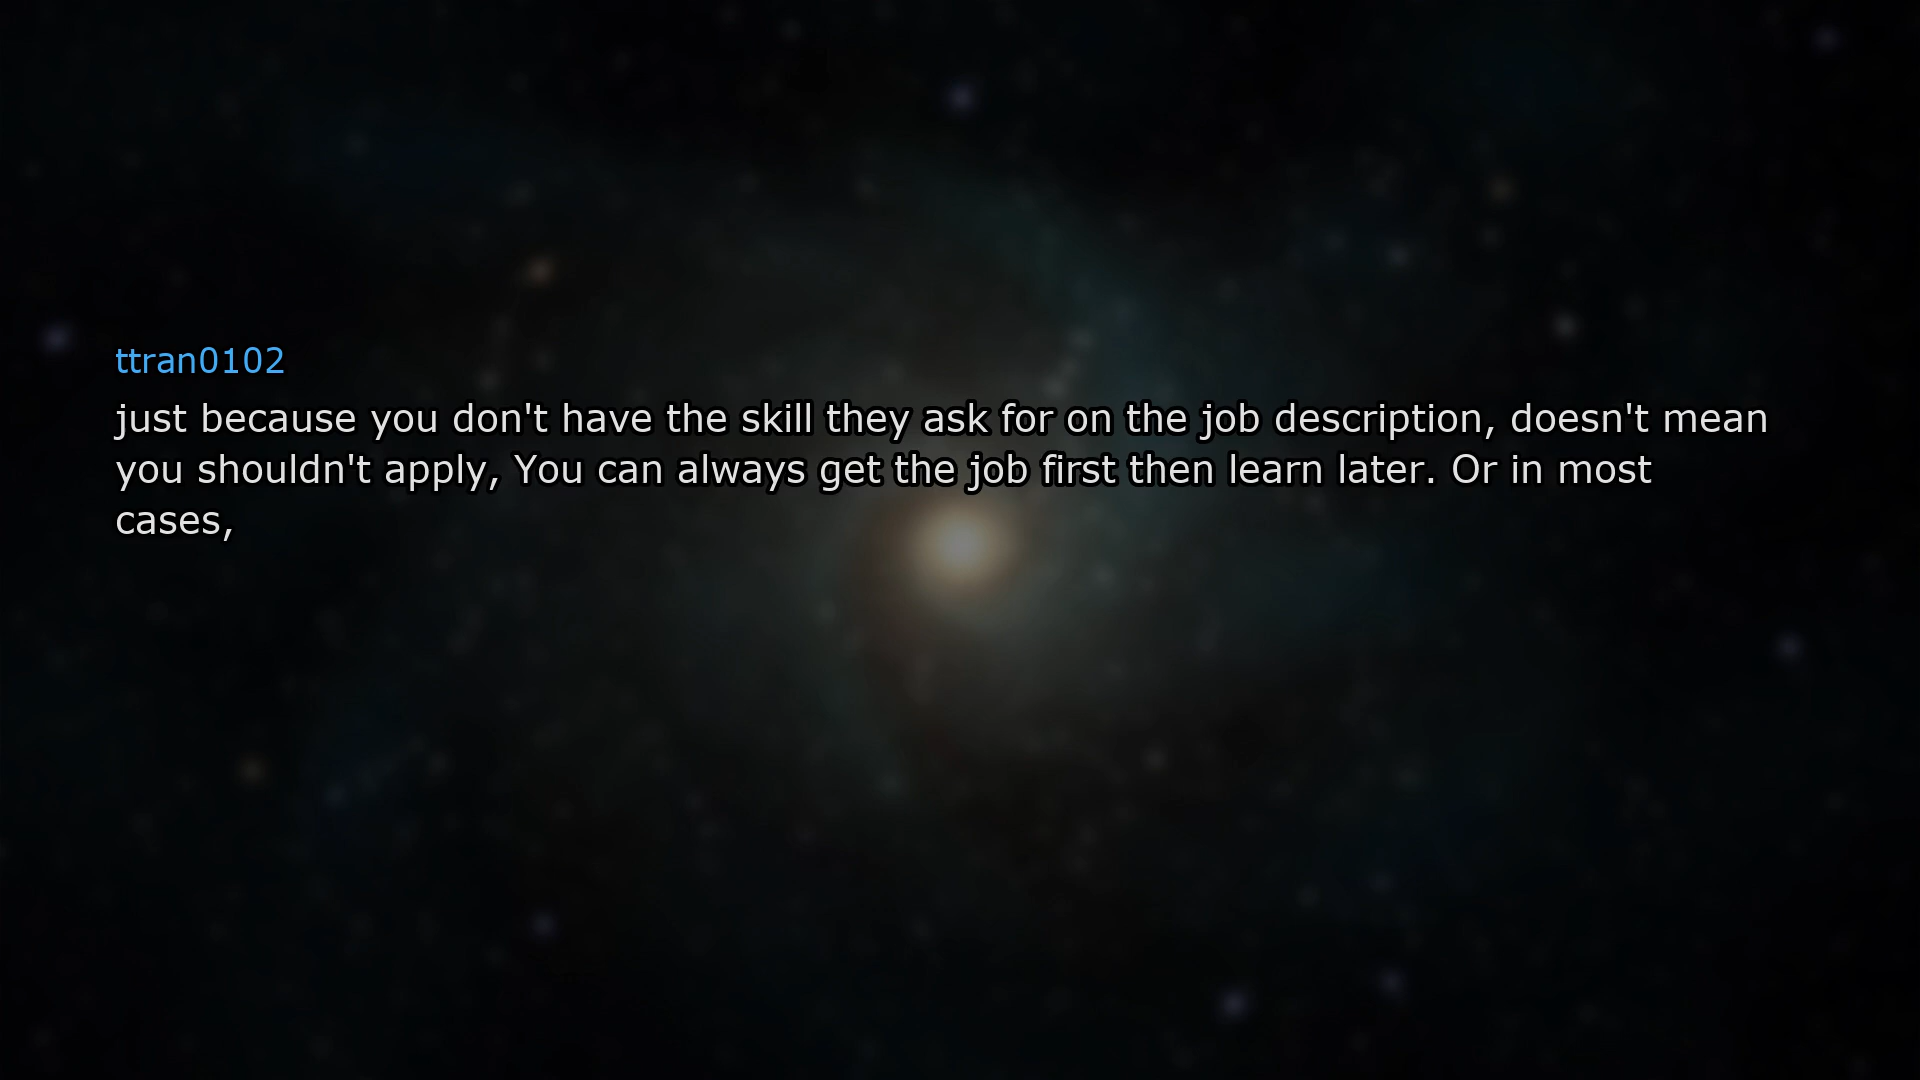 ttran0102
just because you don't have the skill they ask for on the job description, doesn't mean
you shouldn't apply, You can always get the job first then learn later. Or in most
cases,